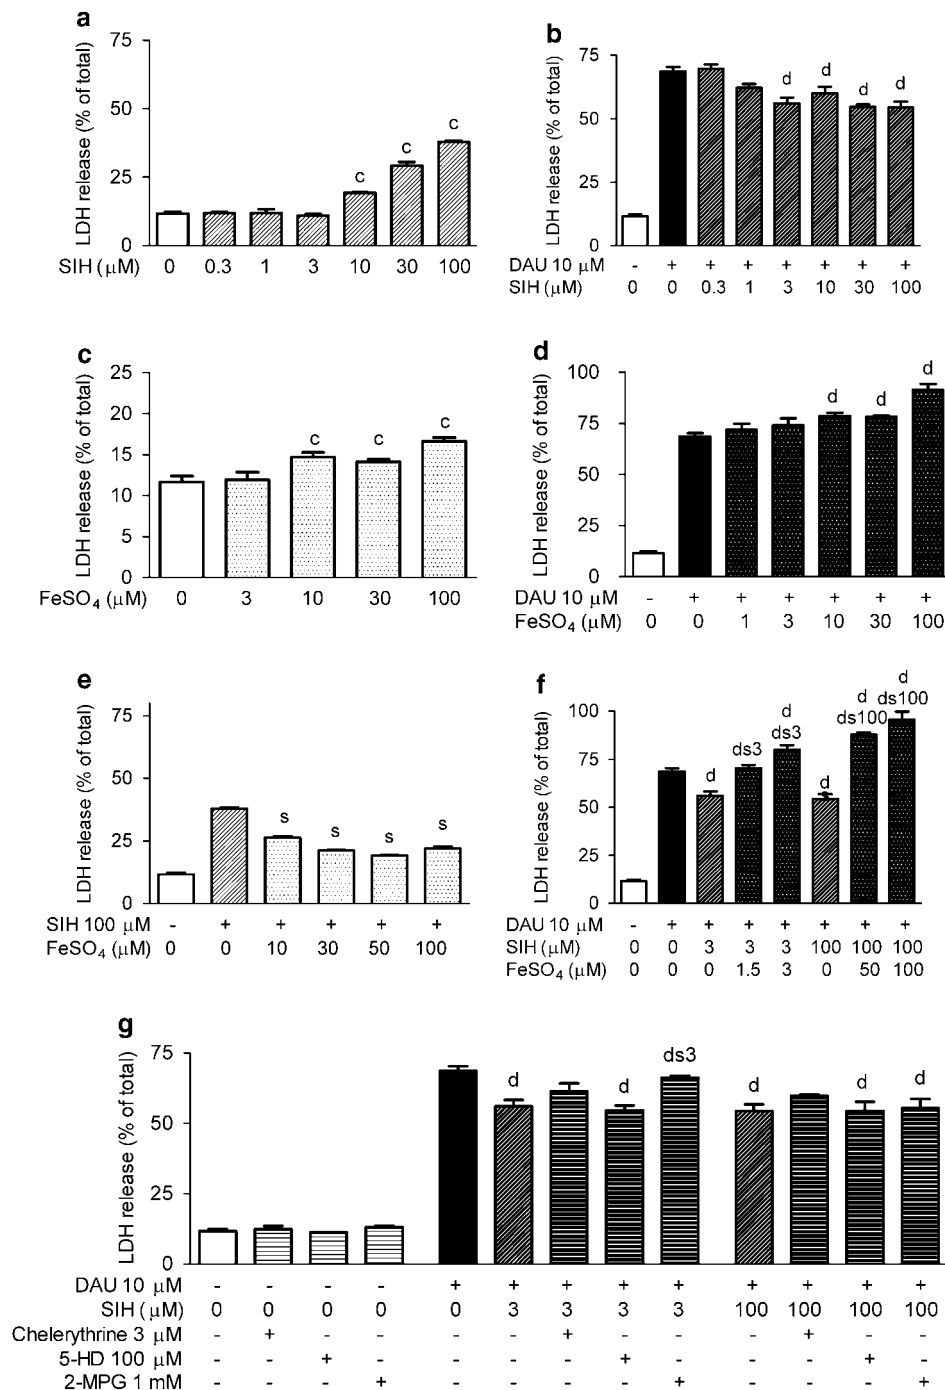 a
LDH release (% of total)
75
50
25
0
c c c
SIH (μM) 0 0.3 1 3 10 30 100
b
LDH release (% of total)
75
50
25
0
d d d d
DAU 10 μM - + + + + + + +
SIH (μM) 0 0 0.3 1 3 10 30 100
c
LDH release (% of total)
25
20
15
10
5
0
c c c
FeSO4 (μM) 0 3 10 30 100
d
LDH release (% of total)
100
75
50
25
0
d d d
DAU 10 μM - + + + + + +
FeSO4 (μM) 0 0 1 3 10 30 100
e
LDH release (% of total)
75
50
25
0
s s s s
SIH 100 μM - + + + + +
FeSO4 (μM) 0 0 10 30 50 100
f
LDH release (% of total)
100
75
50
25
0
d ds3 d ds3 d d ds100 d ds100
DAU 10 μM - + + + + + + +
SIH (μM) 0 0 3 3 3 100 100 100
FeSO4 (μM) 0 0 0 1.5 3 0 50 100
g
LDH release (% of total)
75
50
25
0
d d ds3 d d d
DAU 10 μM - - - - + + + + + + + + +
SIH (μM) 0 0 0 0 0 3 3 3 3 100 100 100 100
Chelerythrine 3 μM - + - - - - + - - - + - -
5-HD 100 μM - - + - - - - + - - - + -
2-MPG 1 mM - - - + - - - - + - - - +